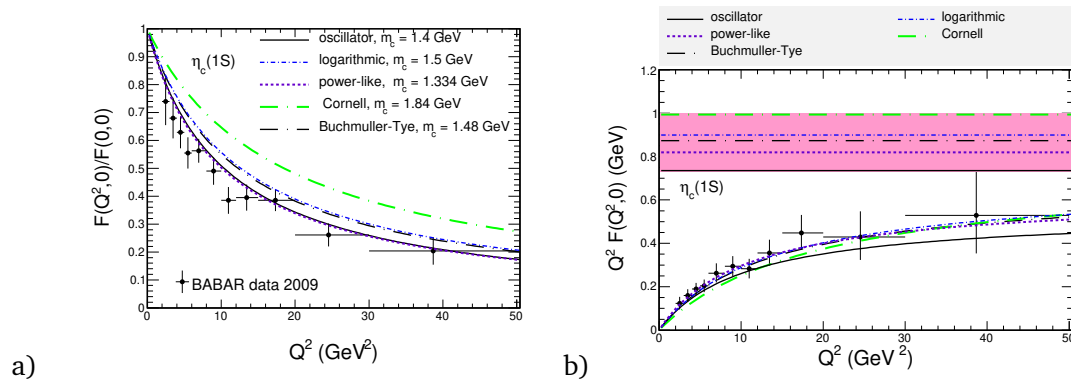 a)
F(Q²,0)/F(0,0)
1
0.9
0.8
0.7
0.6
0.5
0.4
0.3
0.2
0.1
0
0 10 20 30 40 50
Q² (GeV²)
η_c(1S)
oscillator, m_c = 1.4 GeV
logarithmic, m_c = 1.5 GeV
power-like, m_c = 1.334 GeV
Cornell, m_c = 1.84 GeV
Buchmuller-Tye, m_c = 1.48 GeV
BABAR data 2009
b)
oscillator
power-like
Buchmuller-Tye
logarithmic
Cornell
Q² F(Q²,0) (GeV)
1.2
1
0.8
0.6
0.4
0.2
0
η_c(1S)
0 10 20 30 40 50
Q² (GeV²)